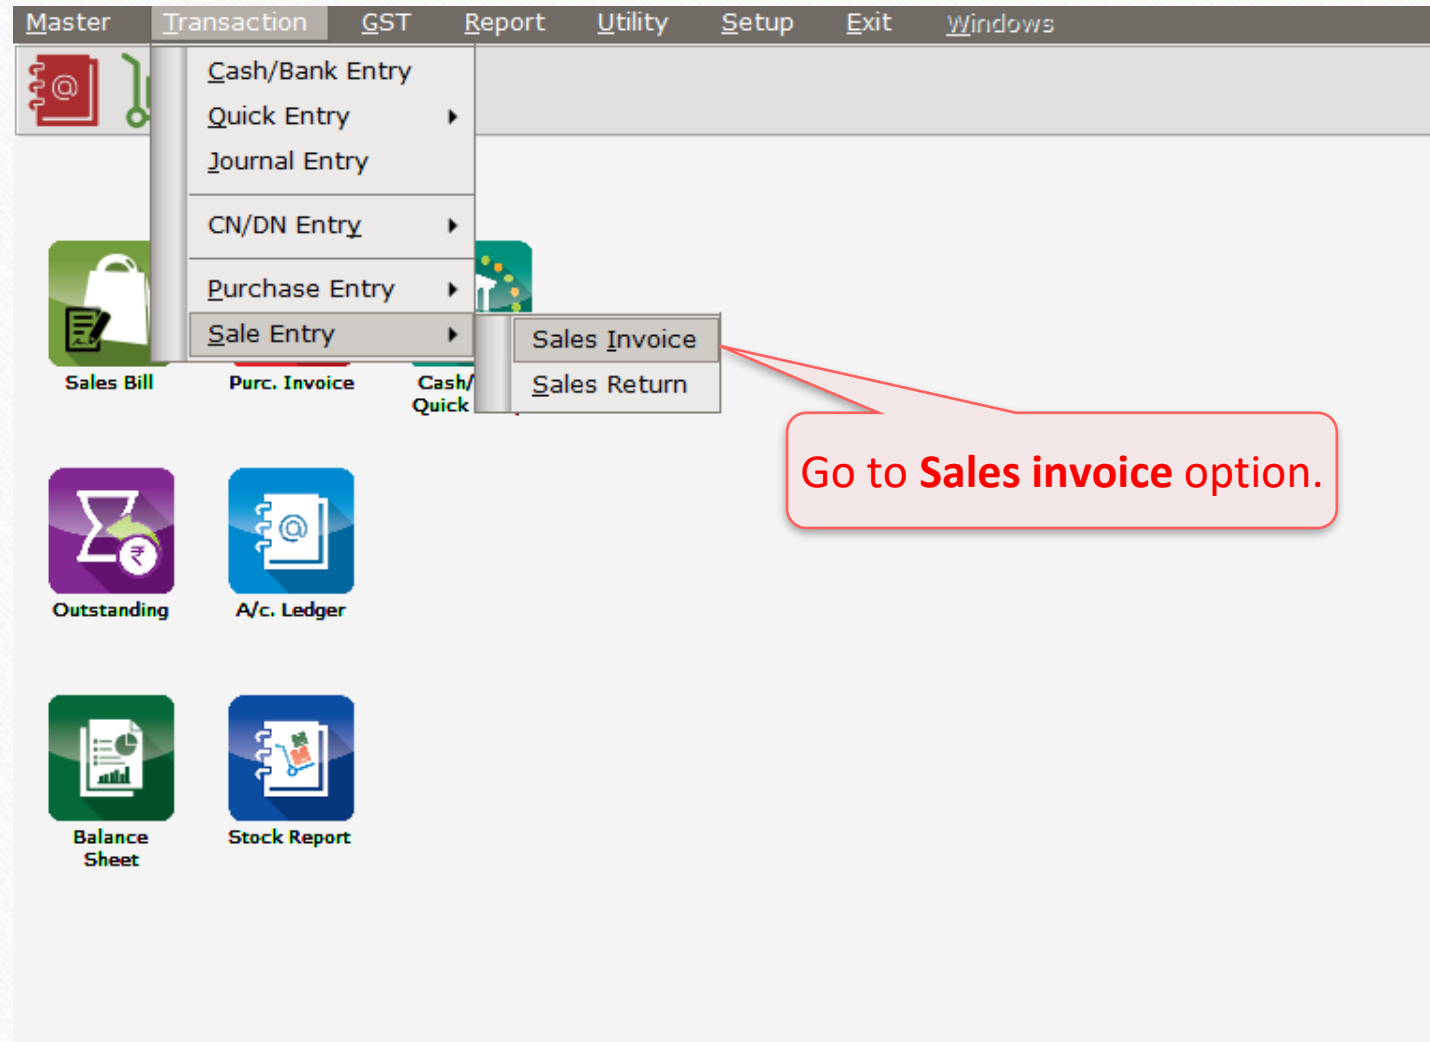 Master Transaction GST Report Utility Setup Exit Windows
Cash/Bank Entry
Quick Entry
Journal Entry
CN/DN Entry
Purchase Entry
Sale Entry
Sales Invoice
Sales Return
Go to Sales invoice option.
Sales Bill
Purc. Invoice
Cash/
Quick
Outstanding
A/c. Ledger
Balance
Sheet
Stock Report